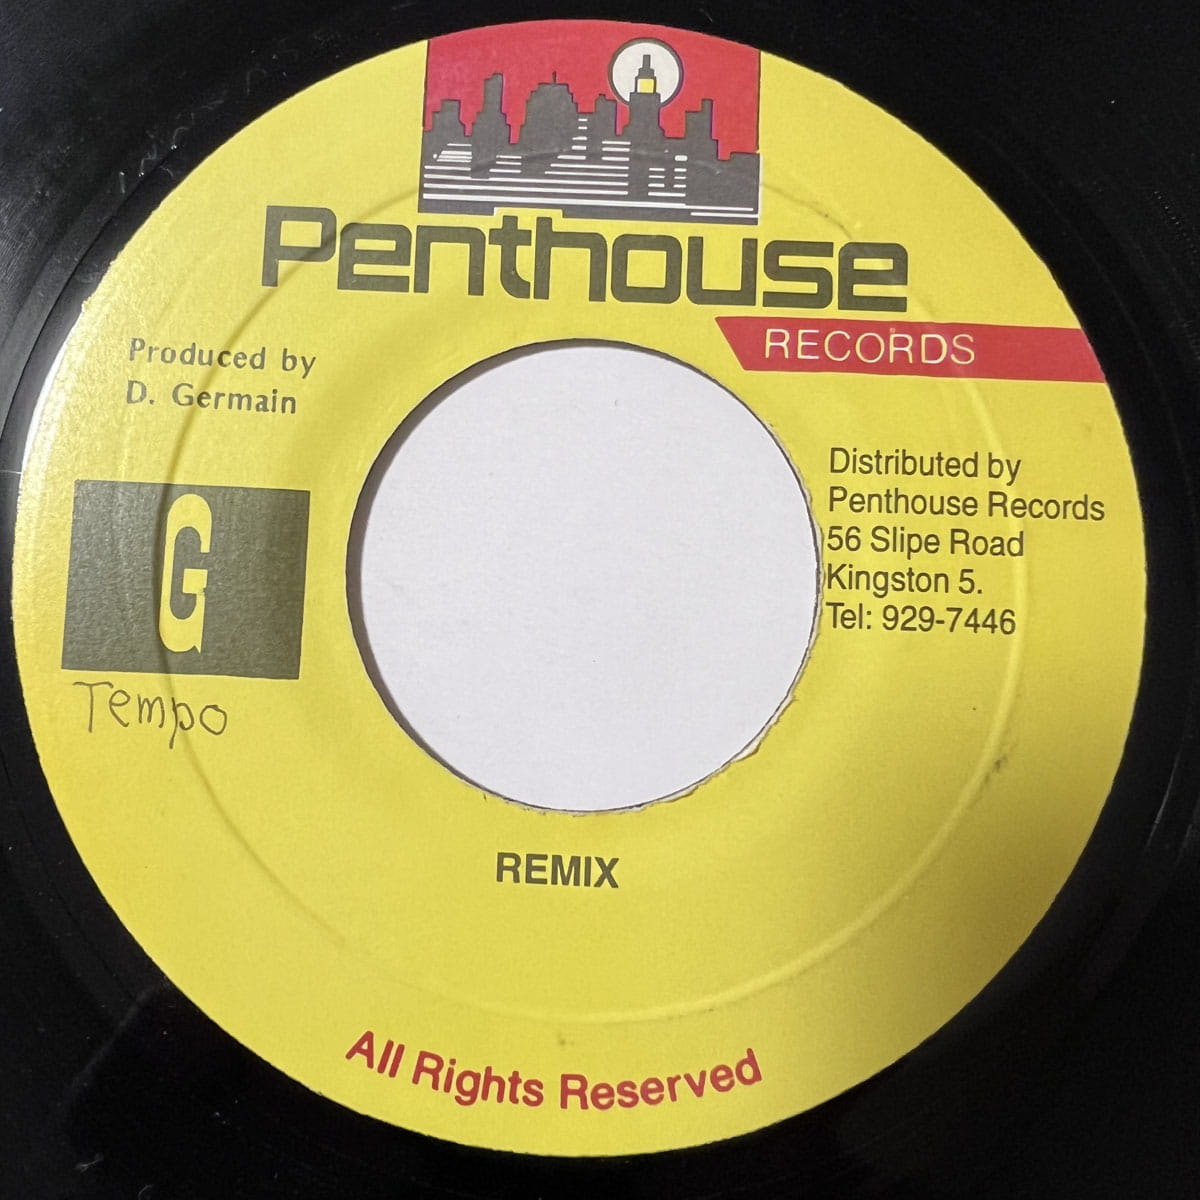 Penthouse
RECORDS
Produced by
D. Germain
G
Tempo
Distributed by
Penthouse Records
56 Slipe Road
Kingston 5.
Tel: 929-7446
REMIX
All Rights Reserved